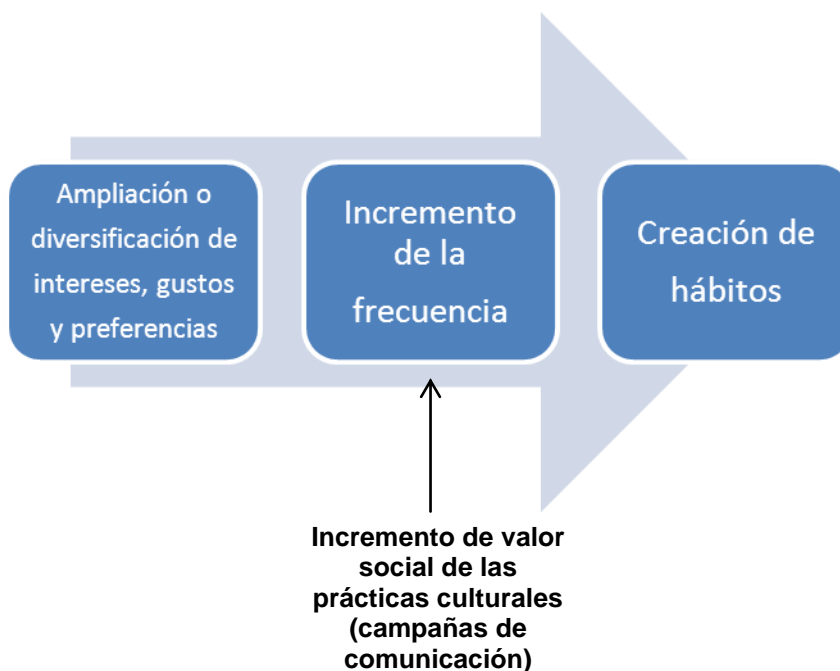 Ampliación o
diversificación de
intereses, gustos
y preferencias
Incremento
de la
frecuencia
Creación de
hábitos
Incremento de valor
social de las
prácticas culturales
(campañas de
comunicación)